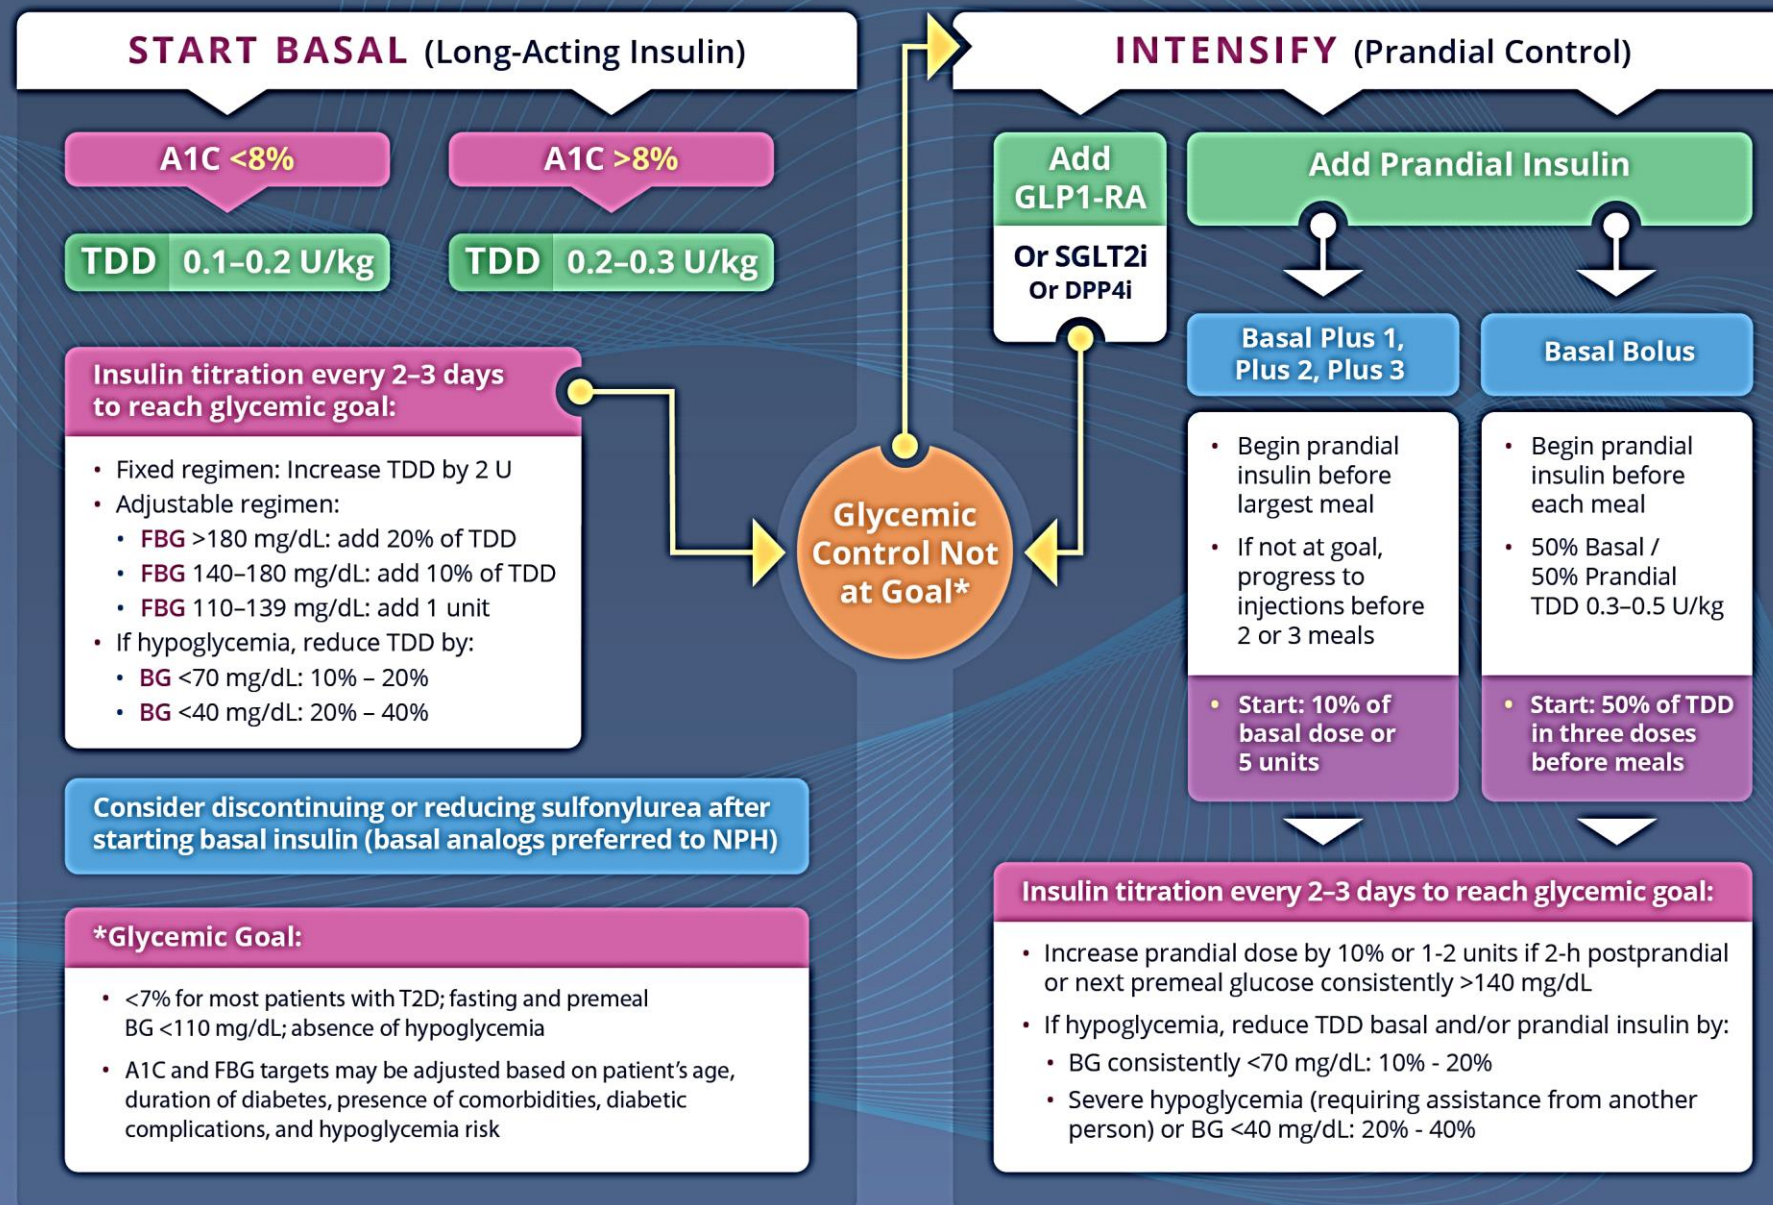 START BASAL (Long-Acting Insulin)
A1C <8%
A1C >8%
TDD 0.1–0.2 U/kg
TDD 0.2–0.3 U/kg
Insulin titration every 2–3 days
to reach glycemic goal:
• Fixed regimen: Increase TDD by 2 U
• Adjustable regimen:
• FBG >180 mg/dL: add 20% of TDD
• FBG 140–180 mg/dL: add 10% of TDD
• FBG 110–139 mg/dL: add 1 unit
• If hypoglycemia, reduce TDD by:
• BG <70 mg/dL: 10% – 20%
• BG <40 mg/dL: 20% – 40%
Consider discontinuing or reducing sulfonylurea after
starting basal insulin (basal analogs preferred to NPH)
*Glycemic Goal:
• <7% for most patients with T2D; fasting and premeal
BG <110 mg/dL; absence of hypoglycemia
• A1C and FBG targets may be adjusted based on patient's age,
duration of diabetes, presence of comorbidities, diabetic
complications, and hypoglycemia risk
Glycemic
Control Not
at Goal*
INTENSIFY (Prandial Control)
Add
GLP1-RA
Or SGLT2i
Or DPP4i
Add Prandial Insulin
Basal Plus 1,
Plus 2, Plus 3
• Begin prandial
insulin before
largest meal
• If not at goal,
progress to
injections before
2 or 3 meals
• Start: 10% of
basal dose or
5 units
Basal Bolus
• Begin prandial
insulin before
each meal
• 50% Basal /
50% Prandial
TDD 0.3–0.5 U/kg
• Start: 50% of TDD
in three doses
before meals
Insulin titration every 2–3 days to reach glycemic goal:
• Increase prandial dose by 10% or 1-2 units if 2-h postprandial
or next premeal glucose consistently >140 mg/dL
• If hypoglycemia, reduce TDD basal and/or prandial insulin by:
• BG consistently <70 mg/dL: 10% - 20%
• Severe hypoglycemia (requiring assistance from another
person) or BG <40 mg/dL: 20% - 40%